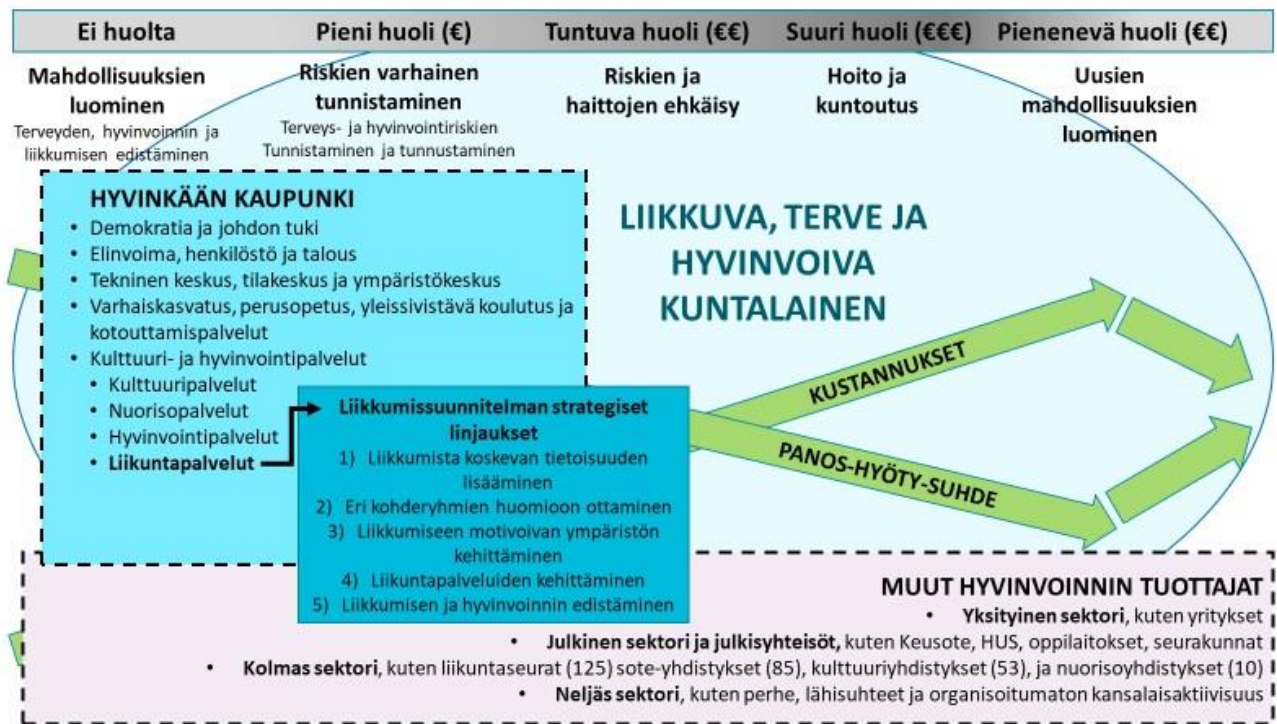 Ei huolta
Pieni huoli (€)
Tuntuva huoli (€€)
Suuri huoli (€€€)
Pienenevä huoli (€€)
Mahdollisuuksien
luominen
Terveyden, hyvinvoinnin ja
liikkumisen edistäminen
Riskien varhainen
tunnistaminen
Terveys- ja hyvinvointiriskien
Tunnistaminen ja tunnustaminen
Riskien ja
haittojen ehkäisy
Hoito ja
kuntoutus
Uusien
mahdollisuuksien
luominen
HYVINKÄÄN KAUPUNKI
• Demokratia ja johdon tuki
• Elinvoima, henkilöstö ja talous
• Tekninen keskus, tilakeskus ja ympäristökeskus
• Varhaiskasvatus, perusopetus, yleissivistävä koulutus ja
kotouttamispalvelut
• Kulttuuri- ja hyvinvointipalvelut
• Kulttuuripalvelut
• Nuorisopalvelut
• Hyvinvointipalvelut
• Liikuntapalvelut
Liikkumissuunnitelman strategiset
linjaukset
1) Liikkumista koskevan tietoisuuden
lisääminen
2) Eri kohderyhmien huomioon ottaminen
3) Liikkumiseen motivoivan ympäristön
kehittäminen
4) Liikuntapalveluiden kehittäminen
5) Liikkumisen ja hyvinvoinnin edistäminen
LIIKKUVA, TERVE JA
HYVINVOIVA
KUNTALAINEN
KUSTANNUKSET
PANOS-HYÖTY-SUHDE
MUUT HYVINVOINNIN TUOTTAJAT
• Yksityinen sektori, kuten yritykset
• Julkinen sektori ja julkisyhteisöt, kuten Keusote, HUS, oppilaitokset, seurakunnat
• Kolmas sektori, kuten liikuntaseurat (125) sote-yhdistykset (85), kulttuuriyhdistykset (53), ja nuorisoyhdistykset (10)
• Neljäs sektori, kuten perhe, lähisuhteet ja organisoitumaton kansalaisaktiivisuus